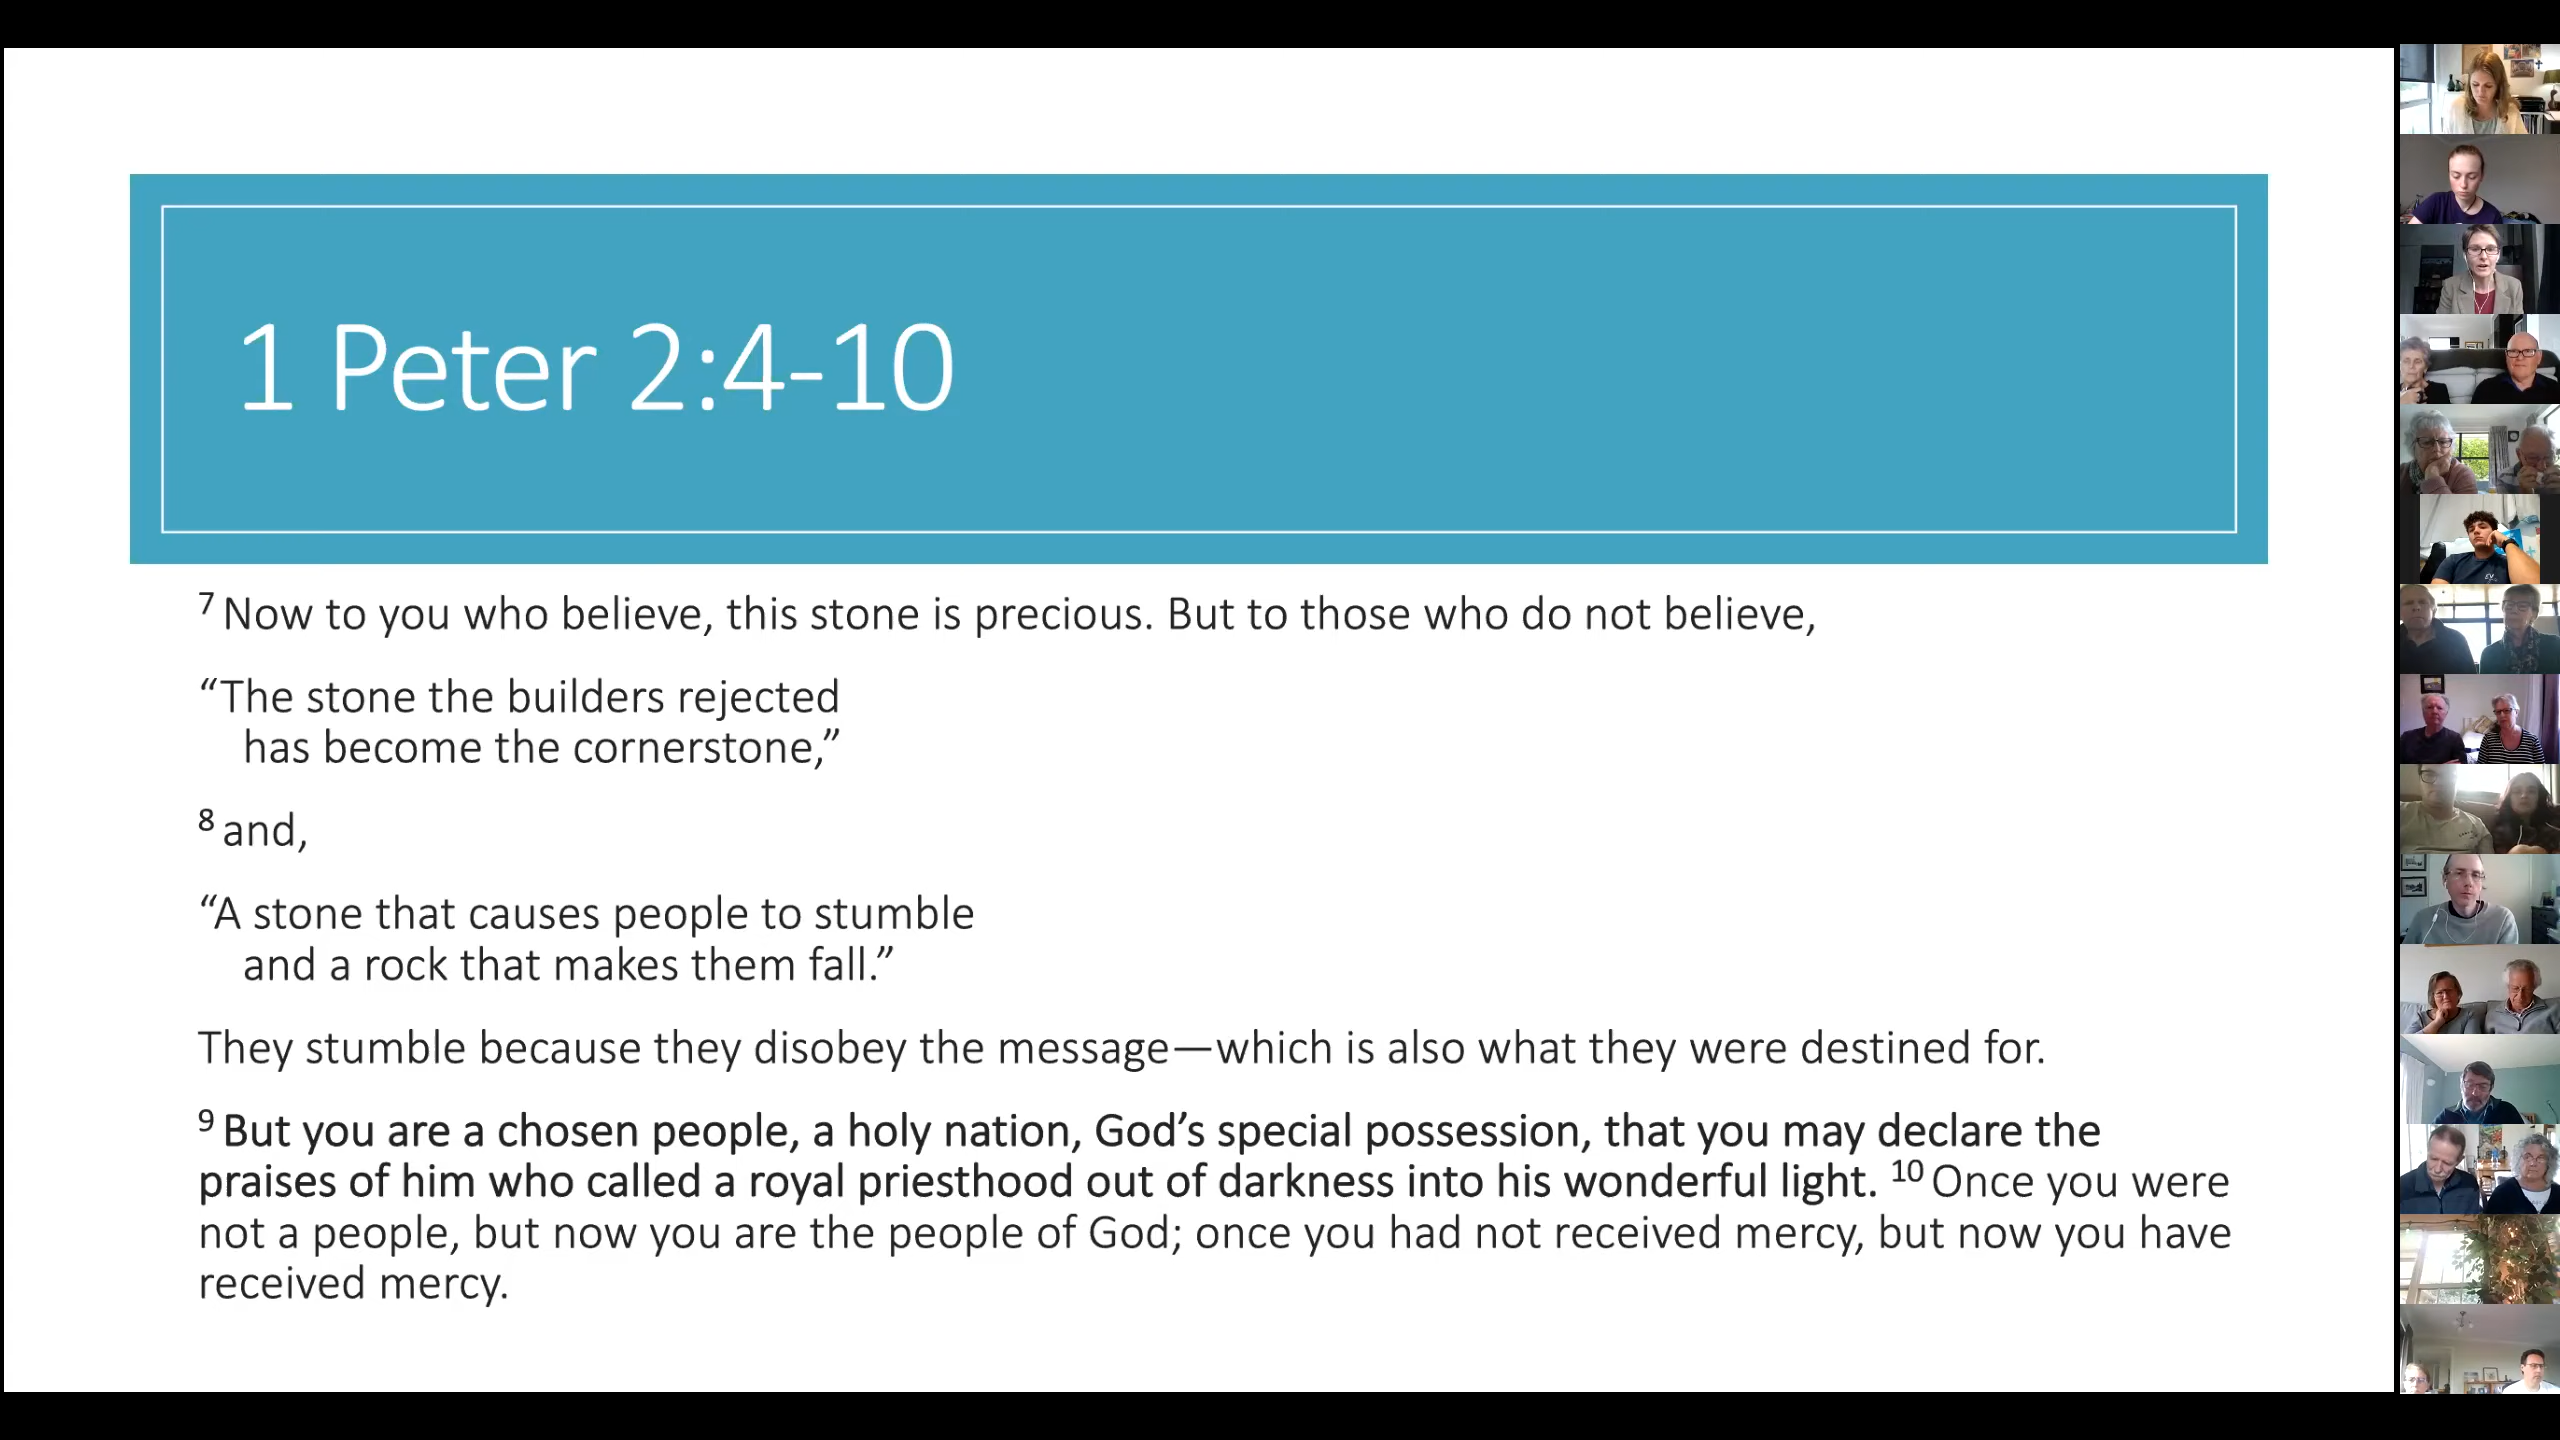 1 Peter 2:4-10
⁷ Now to you who believe, this stone is precious. But to those who do not believe,
“The stone the builders rejected
has become the cornerstone,”
⁸ and,
“A stone that causes people to stumble
and a rock that makes them fall.”
They stumble because they disobey the message—which is also what they were destined for.
⁹ But you are a chosen people, a holy nation, God’s special possession, that you may declare the
praises of him who called a royal priesthood out of darkness into his wonderful light. ¹⁰ Once you were
not a people, but now you are the people of God; once you had not received mercy, but now you have
received mercy.